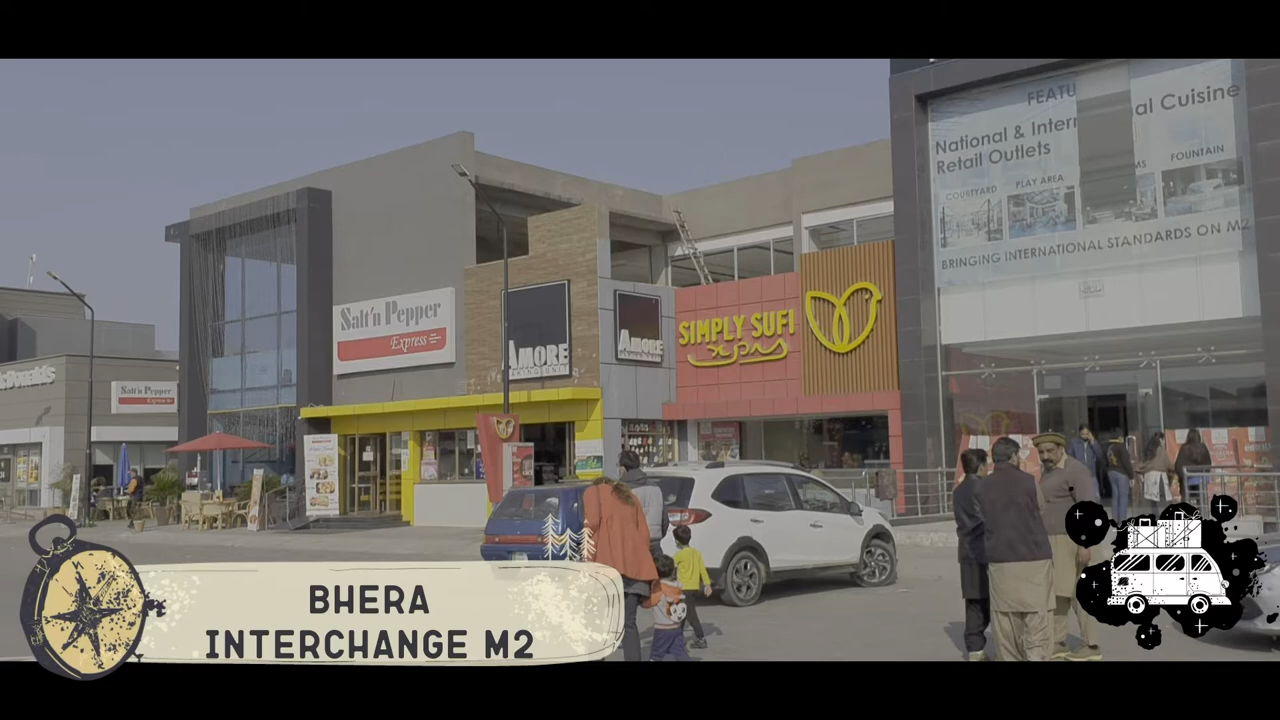 FEATU
al Cuisine
National & Inter
Retail Outlets
COURTYARD
PLAY AREA
MS
FOUNTAIN
BRINGING INTERNATIONAL STANDARDS ON M2
Salt'n Pepper
Express
AMORE
AMORE
SIMPLY SUFI
Salt'n Pepper
BHERA
INTERCHANGE M2